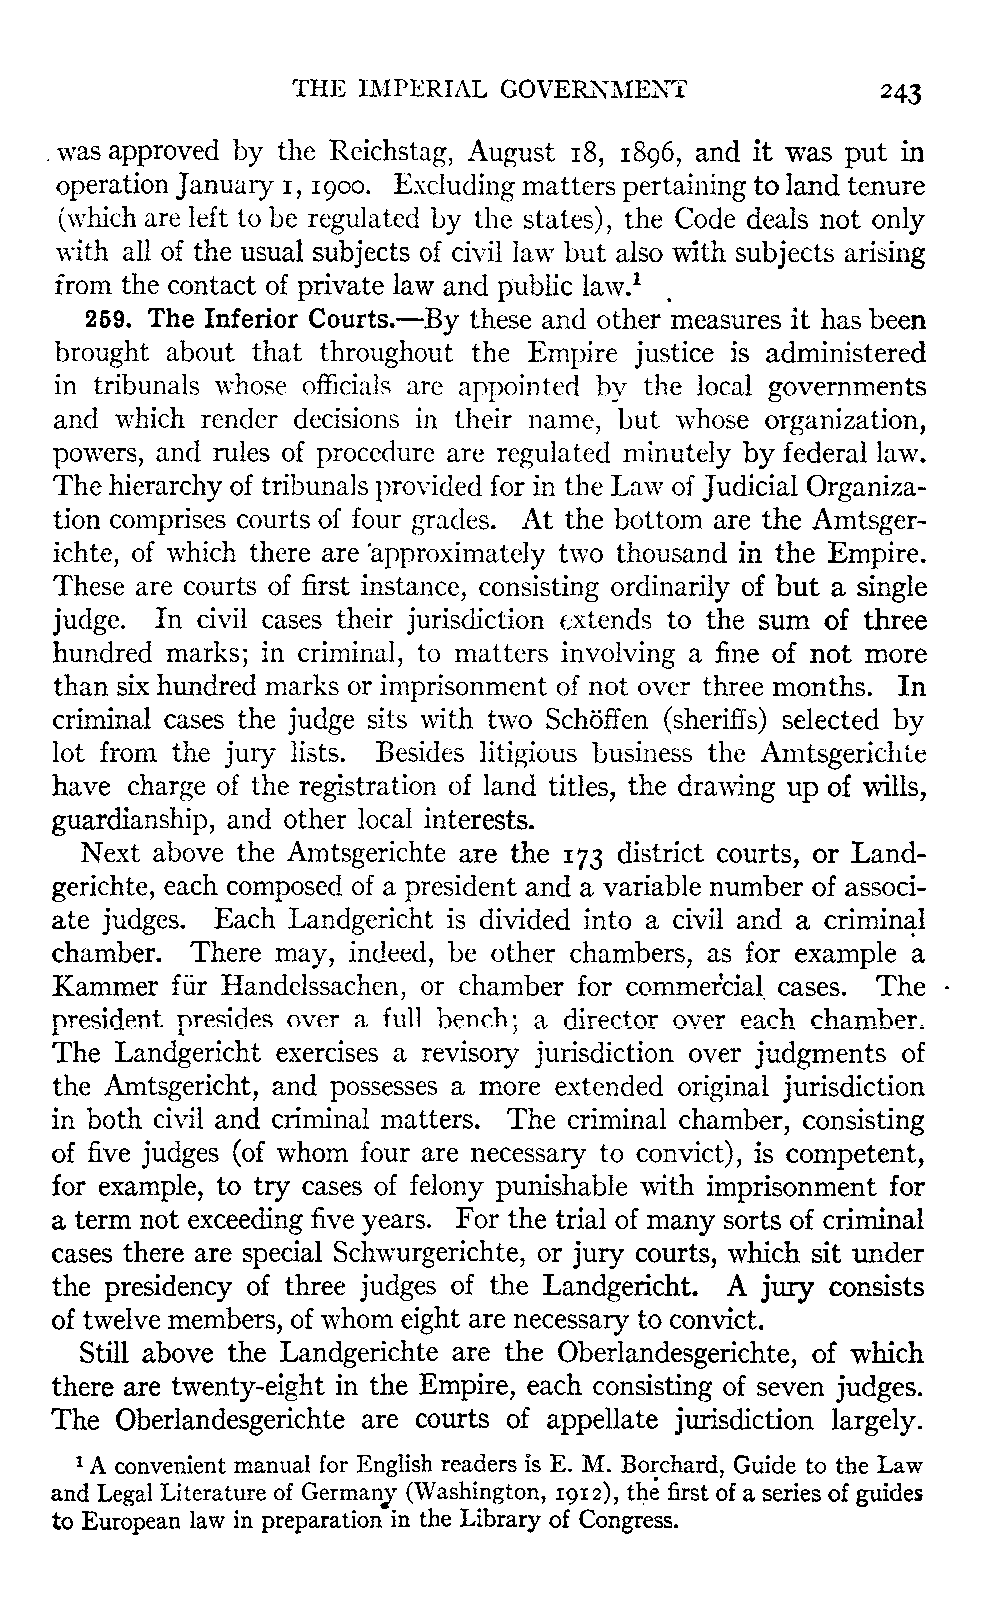 THE IMPERIAL GOVERNMENT 243
was approved by the Reichstag, August 18, 1896, and it was put in
operation January 1, 1900. Excluding matters pertaining to land tenure
(which are left to be regulated by the states), the Code deals not only
with all of the usual subjects of civil law but also with subjects arising
from the contact of private law and public law.¹
259. The Inferior Courts.—By these and other measures it has been
brought about that throughout the Empire justice is administered
in tribunals whose officials are appointed by the local governments
and which render decisions in their name, but whose organization,
powers, and rules of procedure are regulated minutely by federal law.
The hierarchy of tribunals provided for in the Law of Judicial Organiza-
tion comprises courts of four grades. At the bottom are the Amtsger-
ichte, of which there are approximately two thousand in the Empire.
These are courts of first instance, consisting ordinarily of but a single
judge. In civil cases their jurisdiction extends to the sum of three
hundred marks; in criminal, to matters involving a fine of not more
than six hundred marks or imprisonment of not over three months. In
criminal cases the judge sits with two Schöffen (sheriffs) selected by
lot from the jury lists. Besides litigious business the Amtsgerichte
have charge of the registration of land titles, the drawing up of wills,
guardianship, and other local interests.
Next above the Amtsgerichte are the 173 district courts, or Land-
gerichte, each composed of a president and a variable number of associ-
ate judges. Each Landgericht is divided into a civil and a criminal
chamber. There may, indeed, be other chambers, as for example a
Kammer für Handelssachen, or chamber for commercial cases. The
president presides over a full bench; a director over each chamber.
The Landgericht exercises a revisory jurisdiction over judgments of
the Amtsgericht, and possesses a more extended original jurisdiction
in both civil and criminal matters. The criminal chamber, consisting
of five judges (of whom four are necessary to convict), is competent,
for example, to try cases of felony punishable with imprisonment for
a term not exceeding five years. For the trial of many sorts of criminal
cases there are special Schwurgerichte, or jury courts, which sit under
the presidency of three judges of the Landgericht. A jury consists
of twelve members, of whom eight are necessary to convict.
Still above the Landgerichte are the Oberlandesgerichte, of which
there are twenty-eight in the Empire, each consisting of seven judges.
The Oberlandesgerichte are courts of appellate jurisdiction largely.
¹ A convenient manual for English readers is E. M. Borchard, Guide to the Law
and Legal Literature of Germany (Washington, 1912), the first of a series of guides
to European law in preparation in the Library of Congress.